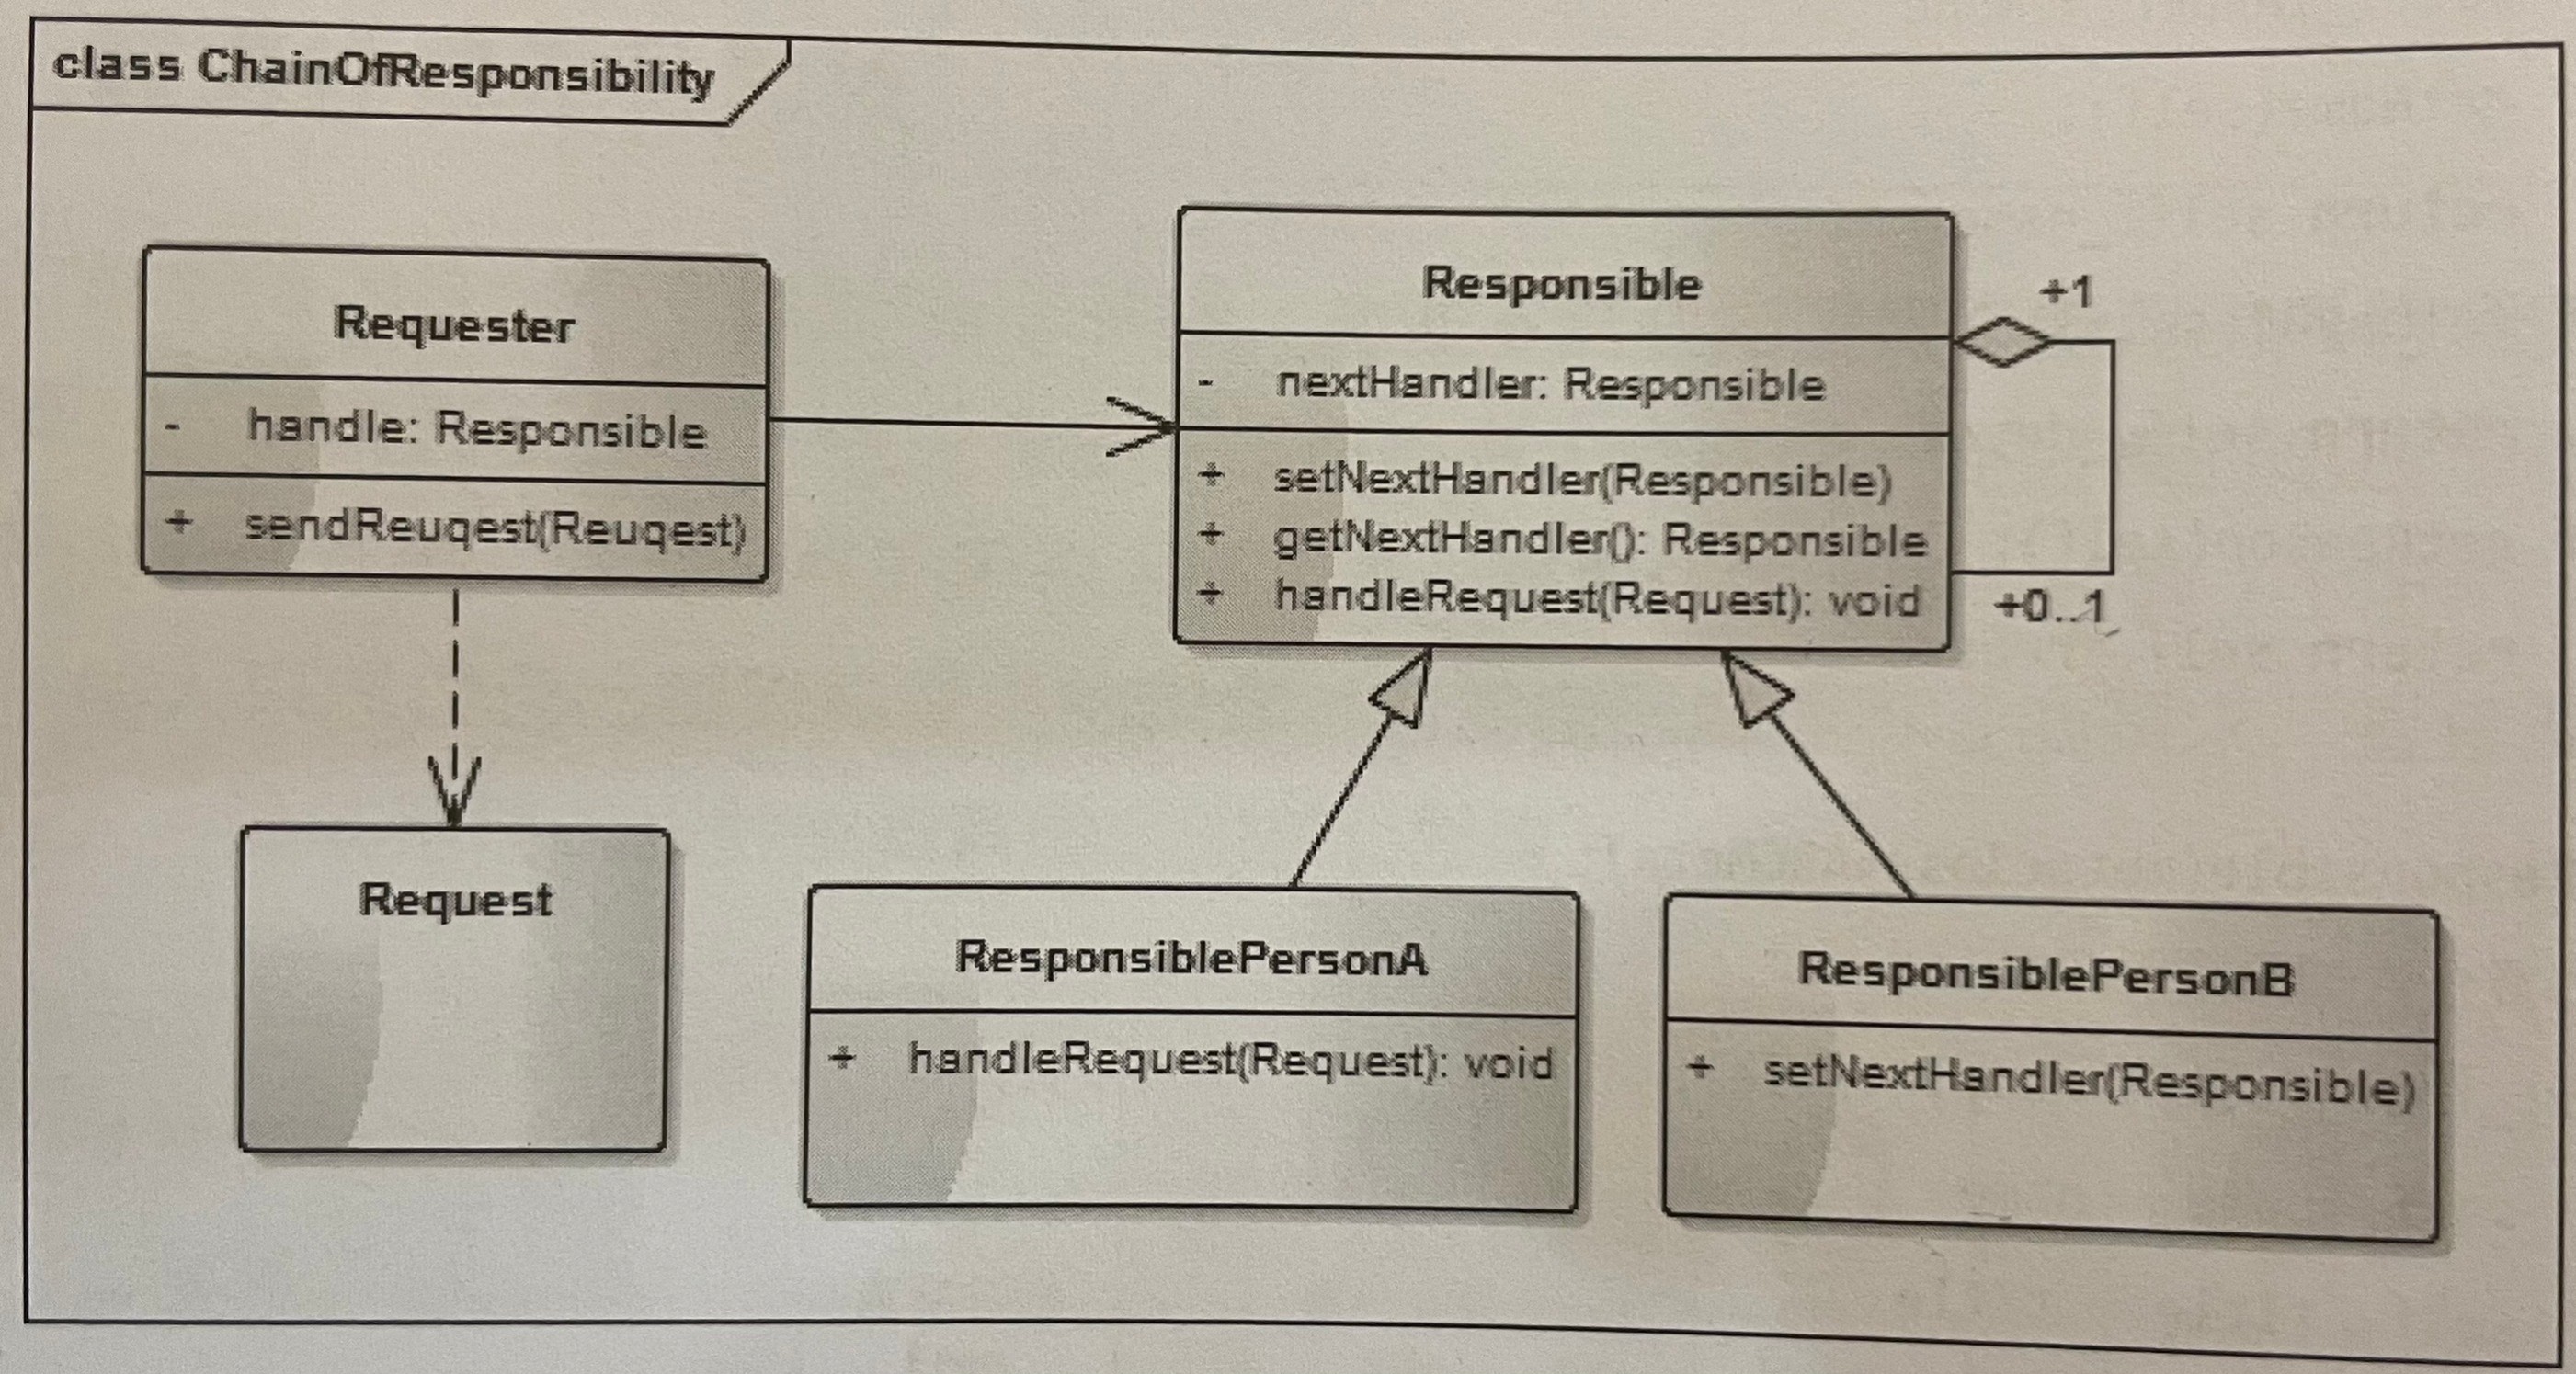 class ChainOfResponsibility
Requester
- handle: Responsible
+ sendReuqest(Reuqest)
Responsible
- nextHandler: Responsible
+ setNextHandler(Responsible)
+ getNextHandler(): Responsible
+ handleRequest(Request): void
+1
+0..1
Request
ResponsiblePersonA
+ handleRequest(Request): void
ResponsiblePersonB
+ setNextHandler(Responsible)